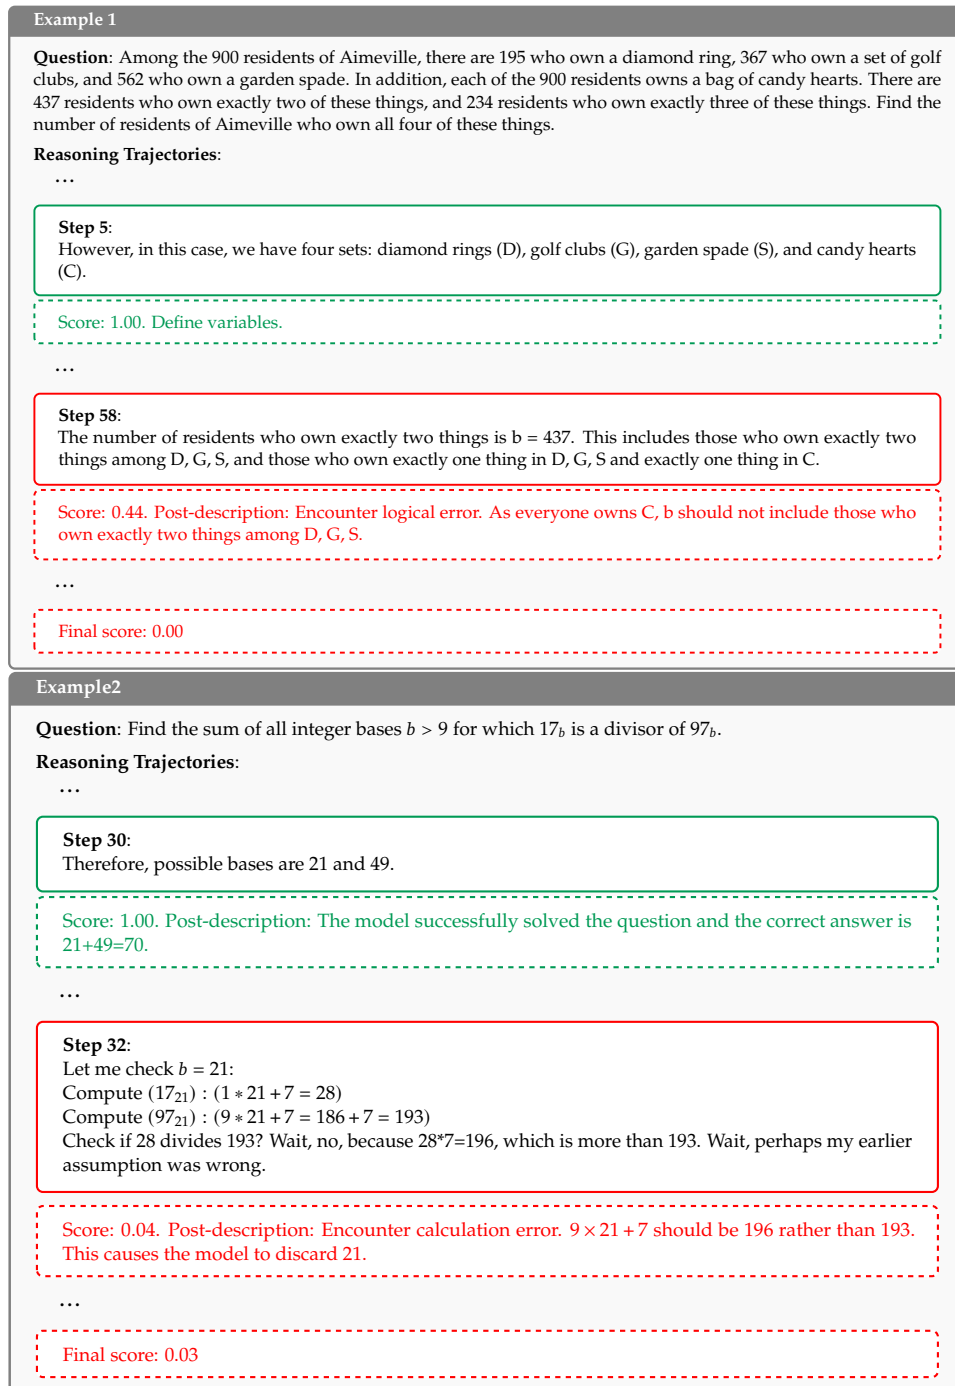 Example 1
Question: Among the 900 residents of Aimeville, there are 195 who own a diamond ring, 367 who own a set of golf
clubs, and 562 who own a garden spade. In addition, each of the 900 residents owns a bag of candy hearts. There are
437 residents who own exactly two of these things, and 234 residents who own exactly three of these things. Find the
number of residents of Aimeville who own all four of these things.
Reasoning Trajectories:
...
Step 5:
However, in this case, we have four sets: diamond rings (D), golf clubs (G), garden spade (S), and candy hearts
(C).
Score: 1.00. Define variables.
...
Step 58:
The number of residents who own exactly two things is b = 437. This includes those who own exactly two
things among D, G, S, and those who own exactly one thing in D, G, S and exactly one thing in C.
Score: 0.44. Post-description: Encounter logical error. As everyone owns C, b should not include those who
own exactly two things among D, G, S.
...
Final score: 0.00
Example2
Question: Find the sum of all integer bases b > 9 for which 17_b is a divisor of 97_b.
Reasoning Trajectories:
...
Step 30:
Therefore, possible bases are 21 and 49.
Score: 1.00. Post-description: The model successfully solved the question and the correct answer is
21+49=70.
...
Step 32:
Let me check b = 21:
Compute (17₂₁) : (1 * 21 + 7 = 28)
Compute (97₂₁) : (9 * 21 + 7 = 186 + 7 = 193)
Check if 28 divides 193? Wait, no, because 28*7=196, which is more than 193. Wait, perhaps my earlier
assumption was wrong.
Score: 0.04. Post-description: Encounter calculation error. 9 × 21 + 7 should be 196 rather than 193.
This causes the model to discard 21.
...
Final score: 0.03